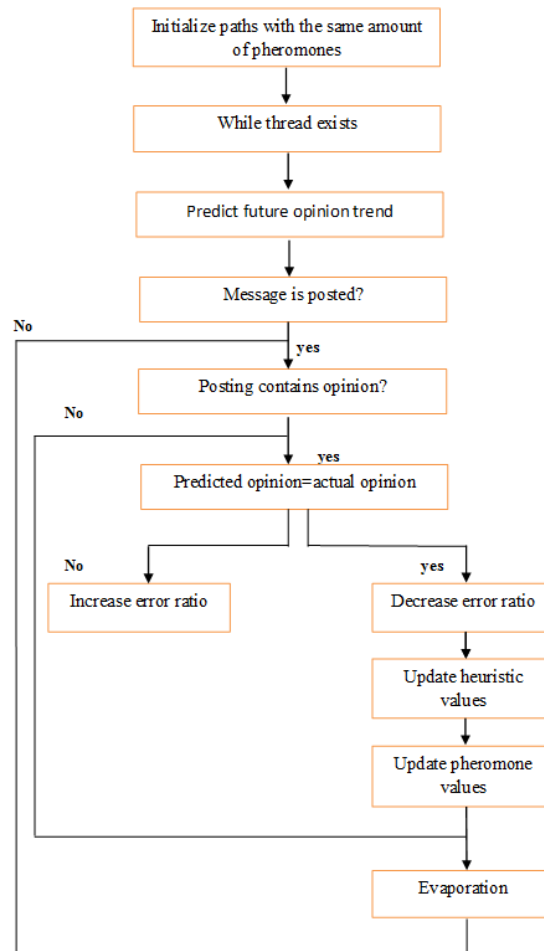 Initialize paths with the same amount
of pheromones
While thread exists
Predict future opinion trend
Message is posted?
No
yes
Posting contains opinion?
No
yes
Predicted opinion=actual opinion
No
yes
Increase error ratio
Decrease error ratio
Update heuristic
values
Update pheromone
values
Evaporation